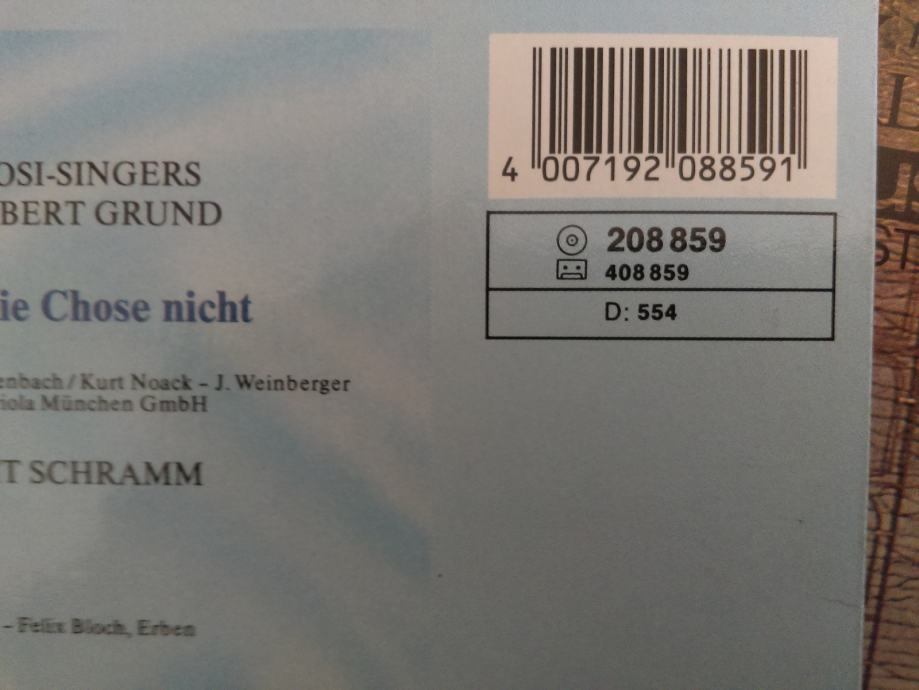 OSI-SINGERS
BERT GRUND
ie Chose nicht
enbach / Kurt Noack – J. Weinberger
iola München GmbH
T SCHRAMM
– Felix Bloch, Erben
4 007192 088591
208 859
408 859
D: 554